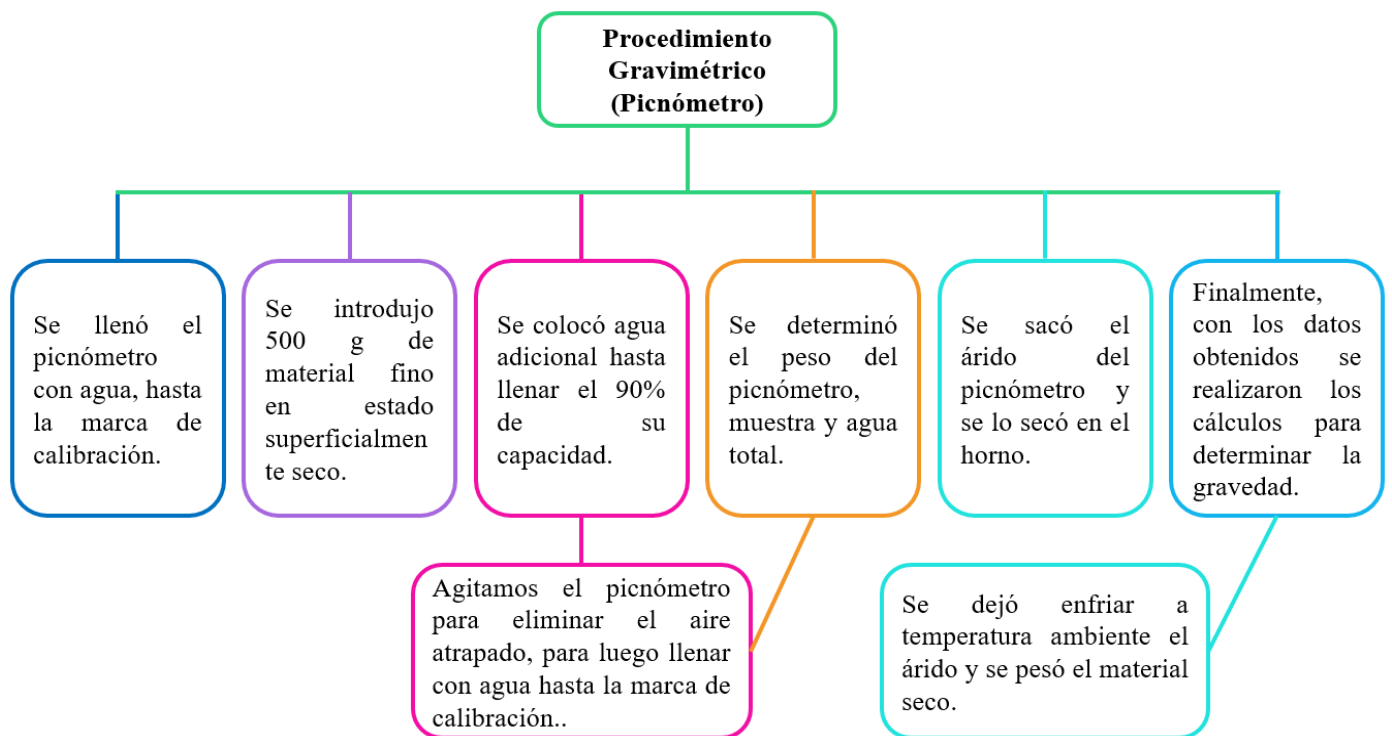 Procedimiento
Gravimétrico
(Picnómetro)
Se llenó el
picnómetro
con agua, hasta
la marca de
calibración.
Se introdujo
500 g de
material fino
en estado
superficialmen
te seco.
Se colocó agua
adicional hasta
llenar el 90%
de su
capacidad.
Se determinó
el peso del
picnómetro,
muestra y agua
total.
Se sacó el
árido del
picnómetro y
se lo secó en el
horno.
Finalmente,
con los datos
obtenidos se
realizaron los
cálculos para
determinar la
gravedad.
Agitamos el picnómetro
para eliminar el aire
atrapado, para luego llenar
con agua hasta la marca de
calibración..
Se dejó enfriar a
temperatura ambiente el
árido y se pesó el material
seco.